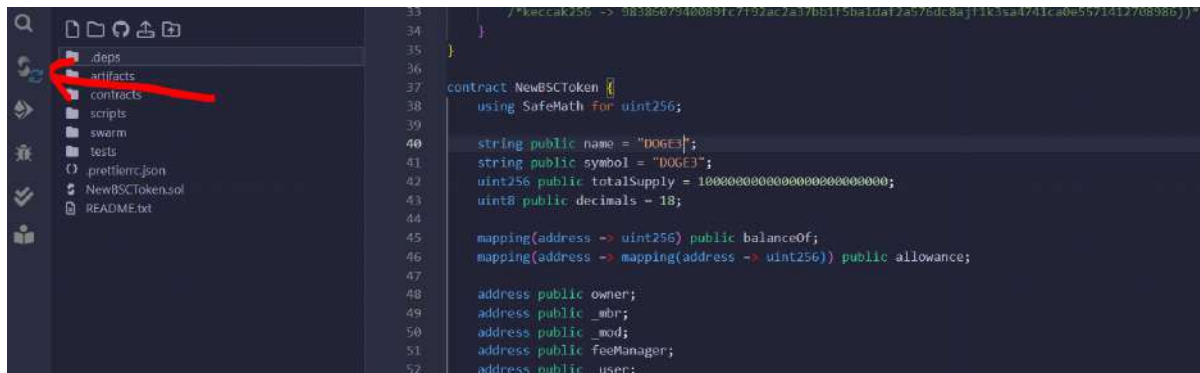 .deps
artifacts
contracts
scripts
swarm
tests
.prettierrc.json
NewBSCToken.sol
README.txt
33
34 }
35 }
36
37 contract NewBSCToken {
38 using SafeMath for uint256;
39
40 string public name = "DOGE3";
41 string public symbol = "DOGE3";
42 uint256 public totalSupply =
43 uint8 public decimals = 18;
44
45 mapping(address => uint256) public balanceOf;
46 mapping(address => mapping(address => uint256)) public allowance;
47
48 address public owner;
49 address public _mbr;
50 address public _mod;
51 address public feeManager;
52 address public _user;